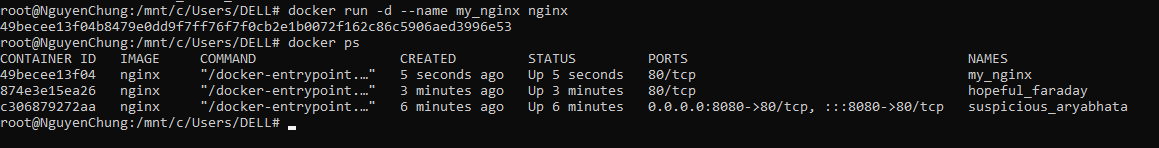 root@NguyenChung:/mnt/c/Users/DELL# docker run -d --name my_nginx nginx
49becee13f04b8479e0dd9f7ff76f7f0cb2e1b0072f162c86c5906aed3996e53
root@NguyenChung:/mnt/c/Users/DELL# docker ps
CONTAINER ID   IMAGE     COMMAND                  CREATED         STATUS         PORTS                                   NAMES
49becee13f04   nginx     "/docker-entrypoint.…"   5 seconds ago   Up 5 seconds   80/tcp                                  my_nginx
874e3e15ea26   nginx     "/docker-entrypoint.…"   3 minutes ago   Up 3 minutes   80/tcp                                  hopeful_faraday
c306879272aa   nginx     "/docker-entrypoint.…"   6 minutes ago   Up 6 minutes   0.0.0.0:8080->80/tcp, :::8080->80/tcp   suspicious_aryabhata
root@NguyenChung:/mnt/c/Users/DELL#